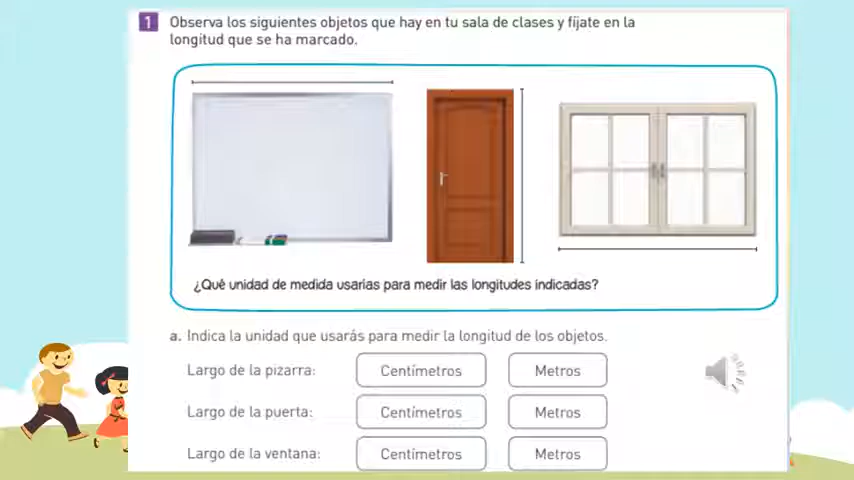 1 Observa los siguientes objetos que hay en tu sala de clases y fíjate en la
longitud que se ha marcado.
¿Qué unidad de medida usarías para medir las longitudes indicadas?
a. Indica la unidad que usarás para medir la longitud de los objetos.
Largo de la pizarra: Centímetros Metros
Largo de la puerta: Centímetros Metros
Largo de la ventana: Centímetros Metros